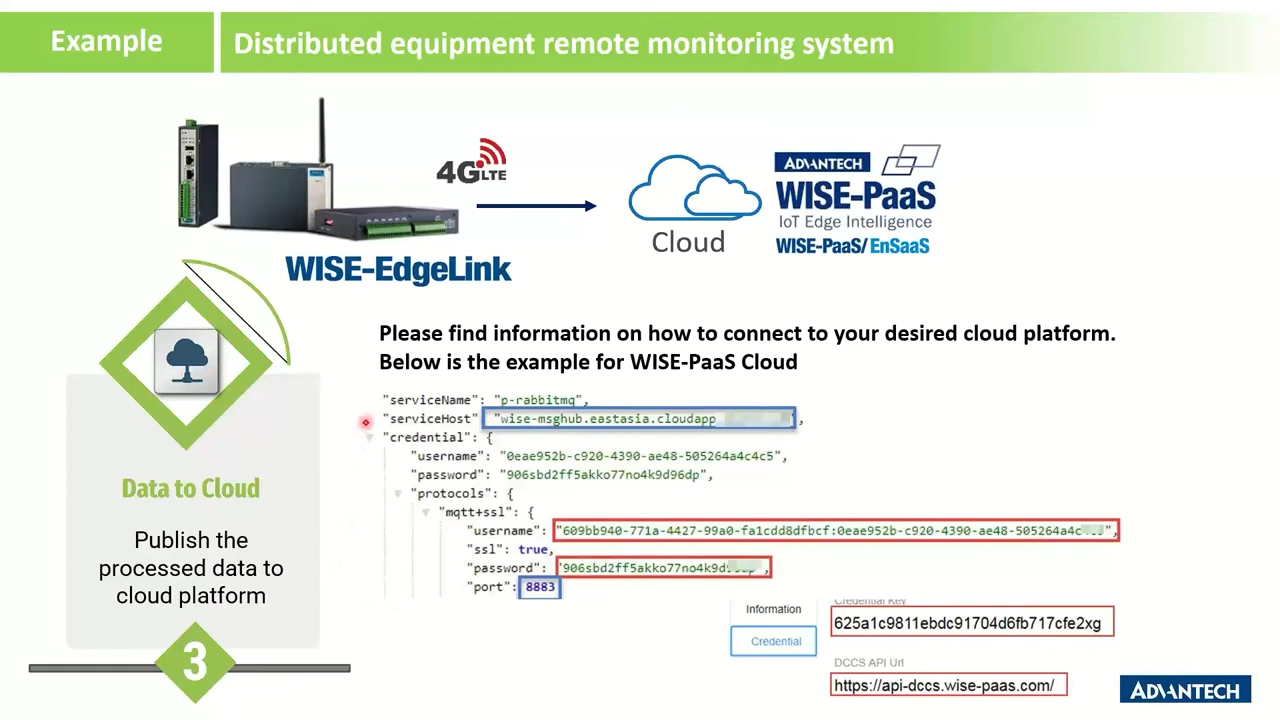 Example
Distributed equipment remote monitoring system
4G LTE
ADVANTECH
WISE-PaaS
IoT Edge Intelligence
WISE-PaaS/EnSaaS
Cloud
WISE-EdgeLink
Please find information on how to connect to your desired cloud platform.
Below is the example for WISE-PaaS Cloud
"serviceName": "p-rabbitmq",
"serviceHost" "wise-msghub.eastasia.cloudapp ",
"credential": {
"username": "0eae952b-c920-4390-ae48-505264a4c4c5",
"password": "906sbd2ff5akko77no4k9d96dp",
"protocols": {
"mqtt+ssl": {
"username": "609bb940-771a-4427-99a0-fa1cdd8dfbcf:0eae952b-c920-4390-ae48-505264a4c ",
"ssl": true,
"password": "906sbd2ff5akko77no4k9d ",
"port": 8883
Data to Cloud
Publish the
processed data to
cloud platform
3
Information
Credential
Credential Key
625a1c9811ebdc91704d6fb717cfe2xg
DCCS API Url
https://api-dccs.wise-paas.com/
ADVANTECH